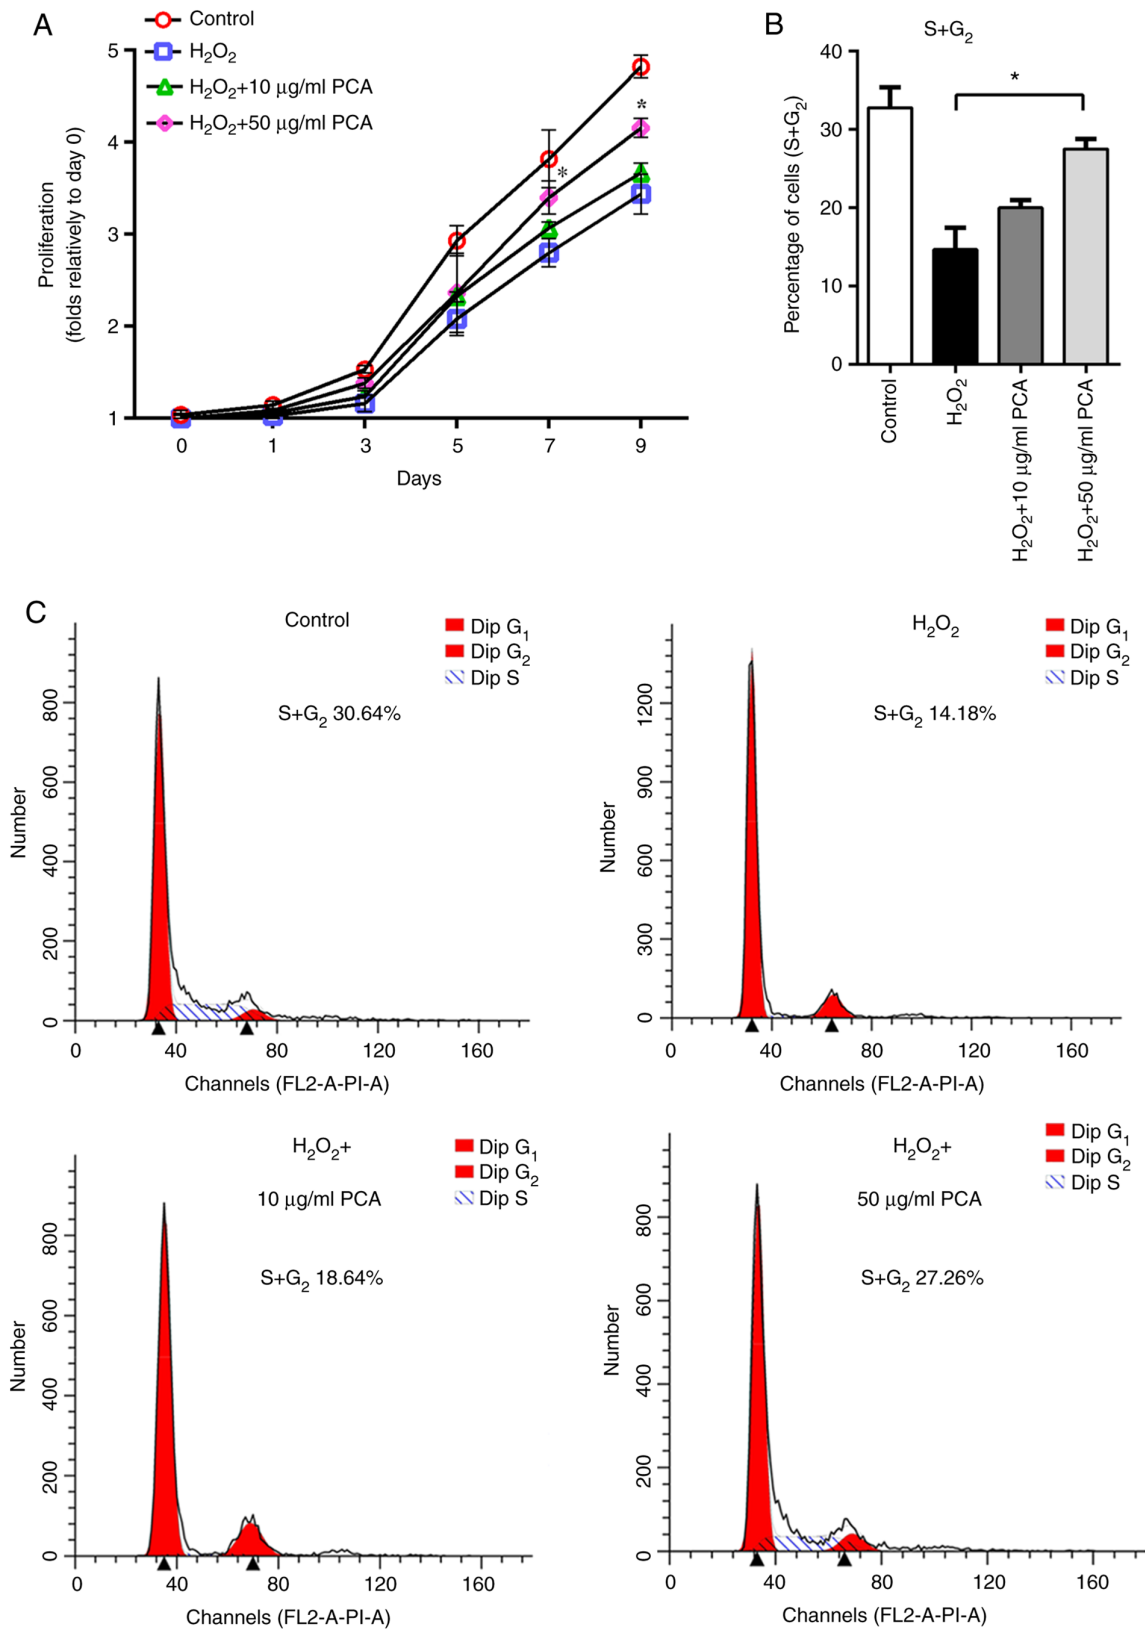 A
Control
H₂O₂
H₂O₂+10 μg/ml PCA
H₂O₂+50 μg/ml PCA
Proliferation
(folds relatively to day 0)
5
4
3
2
1
*
*
0 1 3 5 7 9
Days
B
S+G₂
*
Percentage of cells (S+G₂)
40
30
20
10
0
Control
H₂O₂
H₂O₂+10 μg/ml PCA
H₂O₂+50 μg/ml PCA
C
Control
Dip G₁
Dip G₂
Dip S
S+G₂ 30.64%
Number
800
600
400
200
0
0 40 80 120 160
Channels (FL2-A-PI-A)
H₂O₂
Dip G₁
Dip G₂
Dip S
S+G₂ 14.18%
Number
1200
900
600
300
0
0 40 80 120 160
Channels (FL2-A-PI-A)
H₂O₂+
10 μg/ml PCA
Dip G₁
Dip G₂
Dip S
S+G₂ 18.64%
Number
800
600
400
200
0
0 40 80 120 160
Channels (FL2-A-PI-A)
H₂O₂+
50 μg/ml PCA
Dip G₁
Dip G₂
Dip S
S+G₂ 27.26%
Number
800
600
400
200
0
0 40 80 120 160
Channels (FL2-A-PI-A)